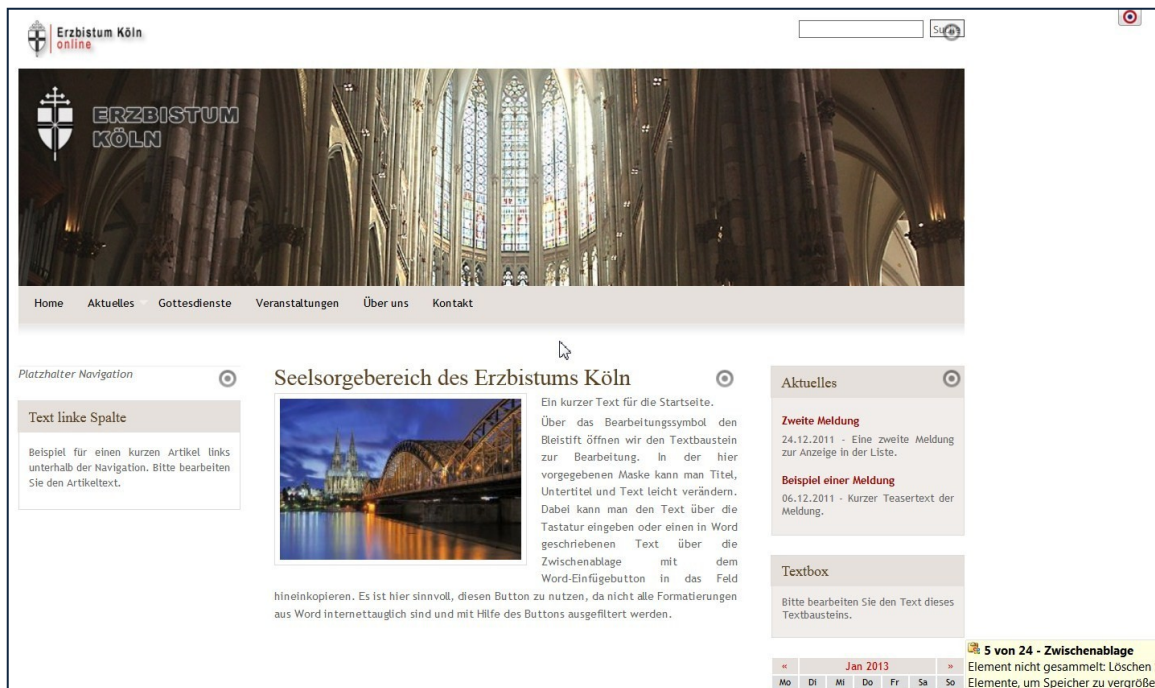 Erzbistum Köln
online
Suche
ERZBISTUM
KÖLN
Home Aktuelles Gottesdienste Veranstaltungen Über uns Kontakt
Platzhalter Navigation
Text linke Spalte
Beispiel für einen kurzen Artikel links
unterhalb der Navigation. Bitte bearbeiten
Sie den Artikeltext.
Seelsorgebereich des Erzbistums Köln
Ein kurzer Text für die Startseite.
Über das Bearbeitungssymbol den
Bleistift öffnen wir den Textbaustein
zur Bearbeitung. In der hier
vorgegebenen Maske kann man Titel,
Untertitel und Text leicht verändern.
Dabei kann man den Text über die
Tastatur eingeben oder einen in Word
geschriebenen Text über die
Zwischenablage mit dem
Word-Einfügebutton in das Feld
hineinkopieren. Es ist hier sinnvoll, diesen Button zu nutzen, da nicht alle Formatierungen
aus Word internettauglich sind und mit Hilfe des Buttons ausgefiltert werden.
Aktuelles
Zweite Meldung
24.12.2011 - Eine zweite Meldung
zur Anzeige in der Liste.
Beispiel einer Meldung
06.12.2011 - Kurzer Teasertext der
Meldung.
Textbox
Bitte bearbeiten Sie den Text dieses
Textbausteins.
« Jan 2013 »
Mo Di Mi Do Fr Sa So
5 von 24 - Zwischenablage
Element nicht gesammelt: Löschen
Elemente, um Speicher zu vergröße